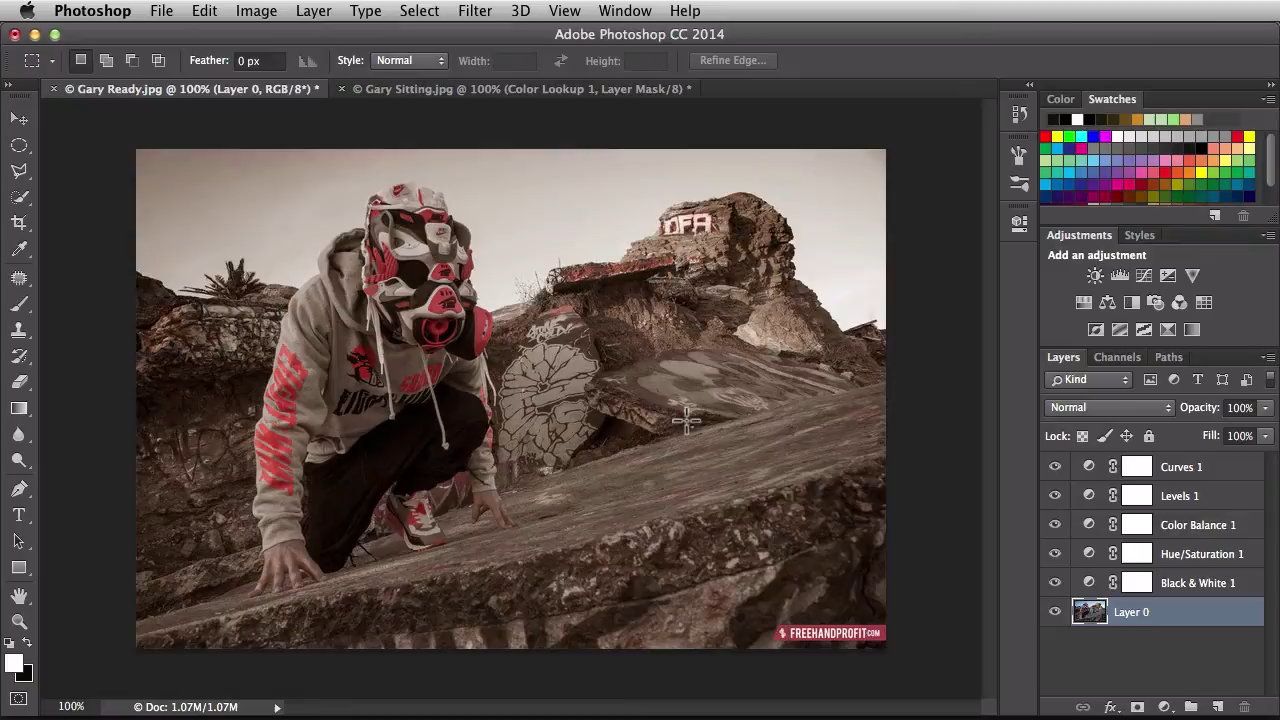 Photoshop File Edit Image Layer Type Select Filter 3D View Window Help
Adobe Photoshop CC 2014
Feather: 0 px Style: Normal Width: Height: Refine Edge...
© Gary Ready.jpg @ 100% (Layer 0, RGB/8*) * © Gary Sitting.jpg @ 100% (Color Lookup 1, Layer Mask/8) *
Color Swatches
Adjustments Styles
Add an adjustment
Layers Channels Paths
Kind
Normal Opacity: 100%
Lock: Fill: 100%
Curves 1
Levels 1
Color Balance 1
Hue/Saturation 1
Black & White 1
Layer 0
OFA
FREEHANDPROFIT.COM
100% © Doc: 1.07M/1.07M